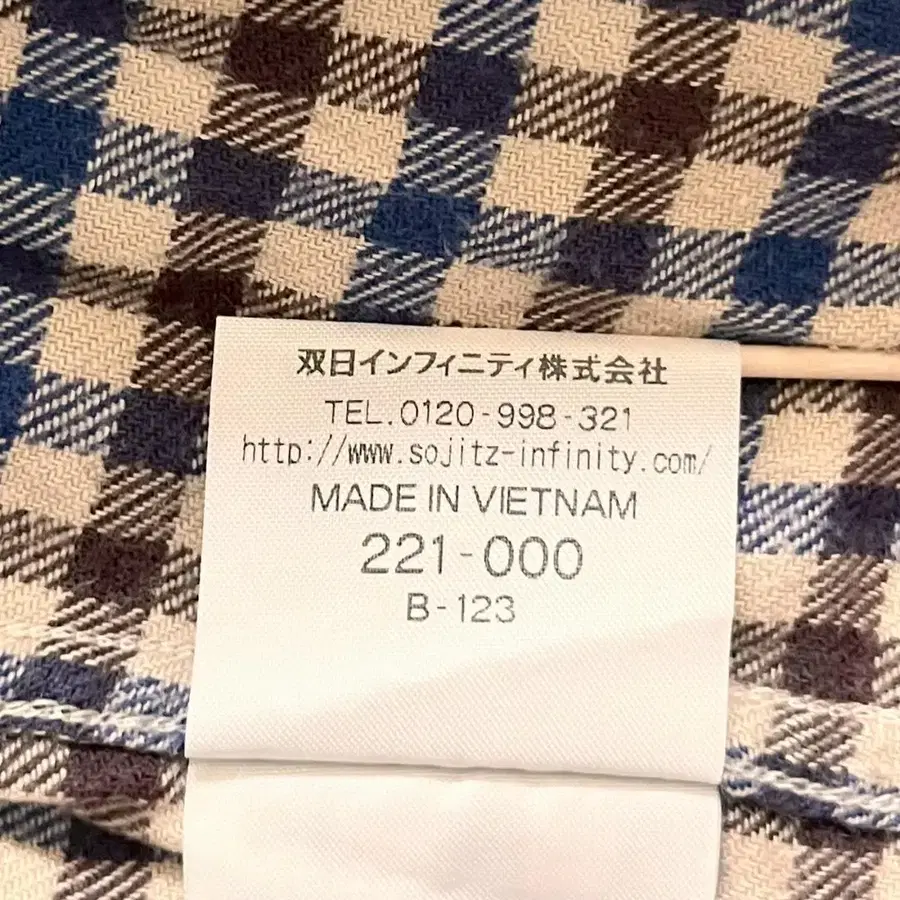 双日インフィニティ株式会社
TEL.0120-998-321
http://www.sojitz-infinity.com/
MADE IN VIETNAM
221-000
B-123